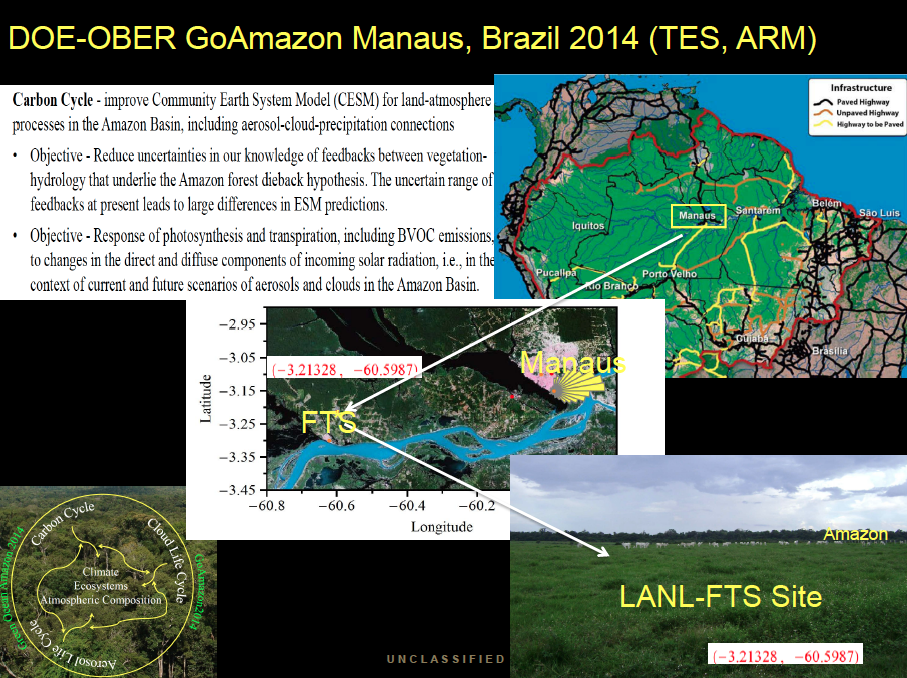 DOE-OBER GoAmazon Manaus, Brazil 2014 (TES, ARM)
Carbon Cycle - improve Community Earth System Model (CESM) for land-atmosphere
processes in the Amazon Basin, including aerosol-cloud-precipitation connections
• Objective - Reduce uncertainties in our knowledge of feedbacks between vegetation-
hydrology that underlie the Amazon forest dieback hypothesis. The uncertain range of
feedbacks at present leads to large differences in ESM predictions.
• Objective - Response of photosynthesis and transpiration, including BVOC emissions,
to changes in the direct and diffuse components of incoming solar radiation, i.e., in the
context of current and future scenarios of aerosols and clouds in the Amazon Basin.
Infrastructure
Paved Highway
Unpaved Highway
Highway to be Paved
Belém
Manaus
Santarém
São Luis
Iquitos
Pucallpa
Porto Velho
Rio Branco
Cuiabá
Brasília
−2.95
−3.05
−3.15
−3.25
−3.35
−3.45
Latitude
(−3.21328, −60.5987)
Manaus
FTS
−60.8
−60.6
−60.4
−60.2
Longitude
Carbon Cycle
Cloud Life Cycle
Aerosol Life Cycle
Climate
Ecosystems
Atmospheric Composition
Green Ocean Amazon 2014
GoAmazon2014
Amazon
LANL-FTS Site
(−3.21328, −60.5987)
UNCLASSIFIED